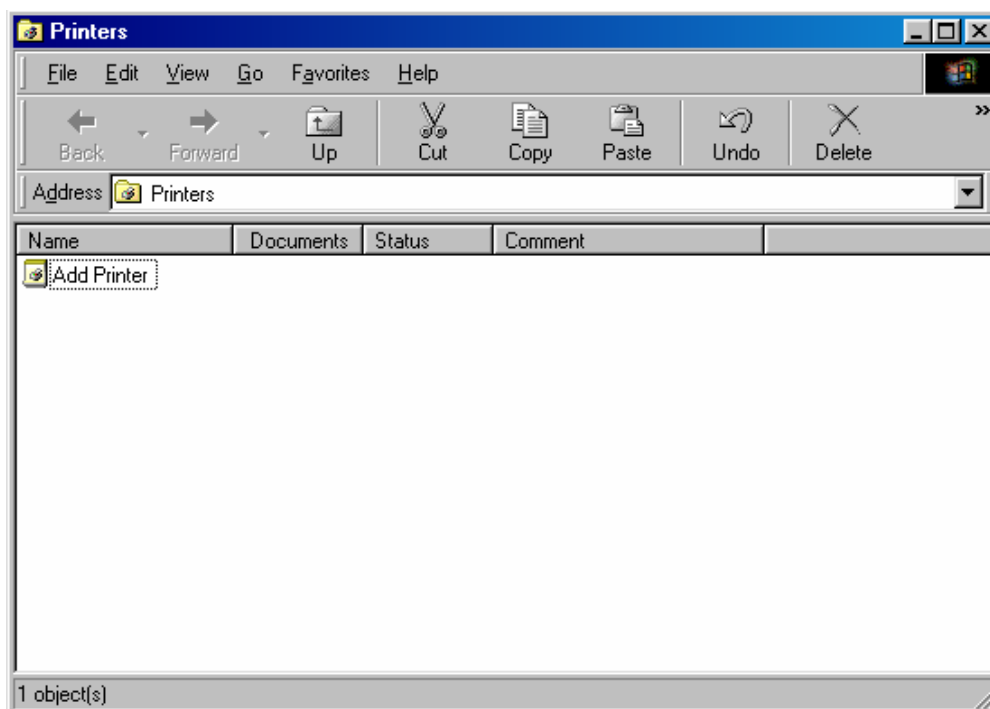 Printers
File Edit View Go Favorites Help
Back Forward Up Cut Copy Paste Undo Delete »
Address Printers
Name Documents Status Comment
Add Printer
1 object(s)